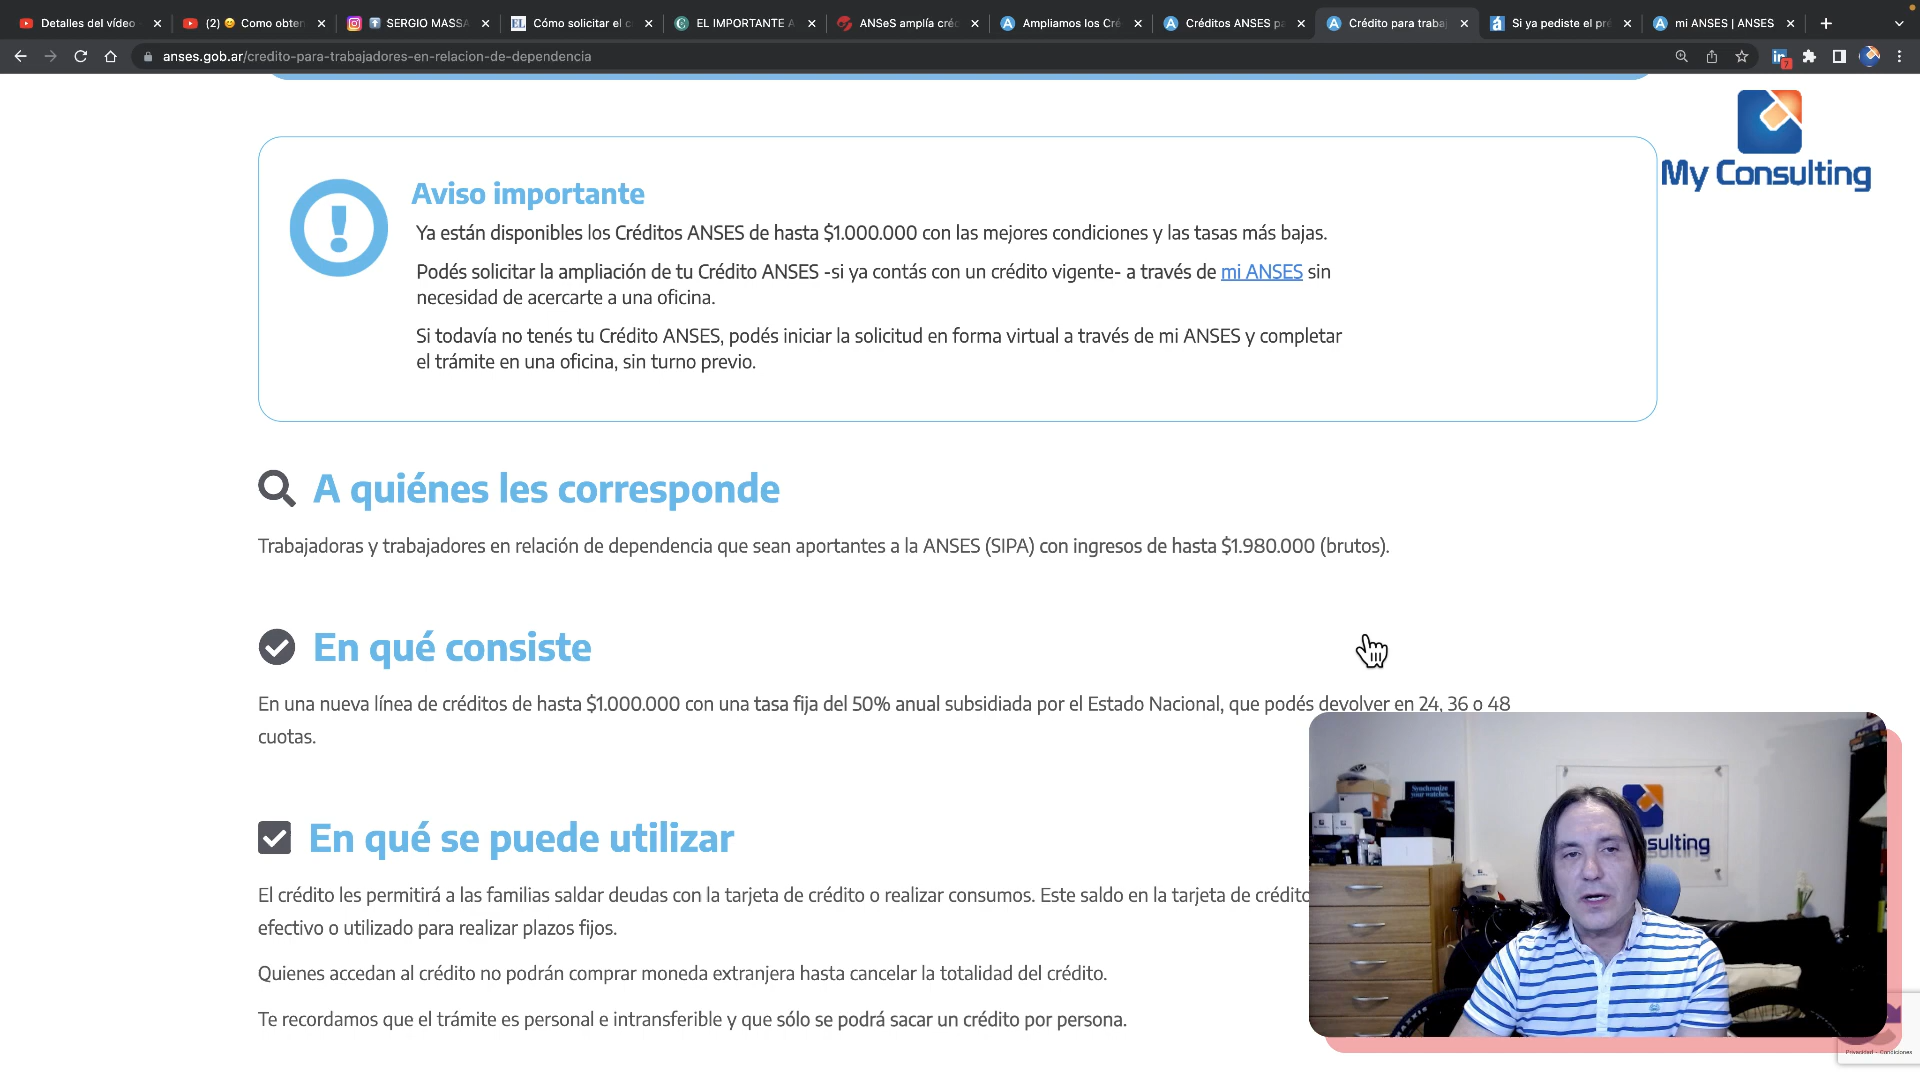 Detalles del vídeo
(2) 😊 Como obten
SERGIO MASSA
Cómo solicitar el c
EL IMPORTANTE A
ANSeS amplía créc
Ampliamos los Cré
Créditos ANSES pa
Crédito para trabaj
Si ya pediste el pré
mi ANSES | ANSES
anses.gob.ar/credito-para-trabajadores-en-relacion-de-dependencia
My Consulting
Aviso importante
Ya están disponibles los Créditos ANSES de hasta $1.000.000 con las mejores condiciones y las tasas más bajas.
Podés solicitar la ampliación de tu Crédito ANSES -si ya contás con un crédito vigente- a través de mi ANSES sin
necesidad de acercarte a una oficina.
Si todavía no tenés tu Crédito ANSES, podés iniciar la solicitud en forma virtual a través de mi ANSES y completar
el trámite en una oficina, sin turno previo.
A quiénes les corresponde
Trabajadoras y trabajadores en relación de dependencia que sean aportantes a la ANSES (SIPA) con ingresos de hasta $1.980.000 (brutos).
En qué consiste
En una nueva línea de créditos de hasta $1.000.000 con una tasa fija del 50% anual subsidiada por el Estado Nacional, que podés devolver en 24, 36 o 48
cuotas.
En qué se puede utilizar
El crédito les permitirá a las familias saldar deudas con la tarjeta de crédito o realizar consumos. Este saldo en la tarjeta de crédito
efectivo o utilizado para realizar plazos fijos.
Quienes accedan al crédito no podrán comprar moneda extranjera hasta cancelar la totalidad del crédito.
Te recordamos que el trámite es personal e intransferible y que sólo se podrá sacar un crédito por persona.
Synchronize
your watches.
sulting
Privacidad - Condiciones